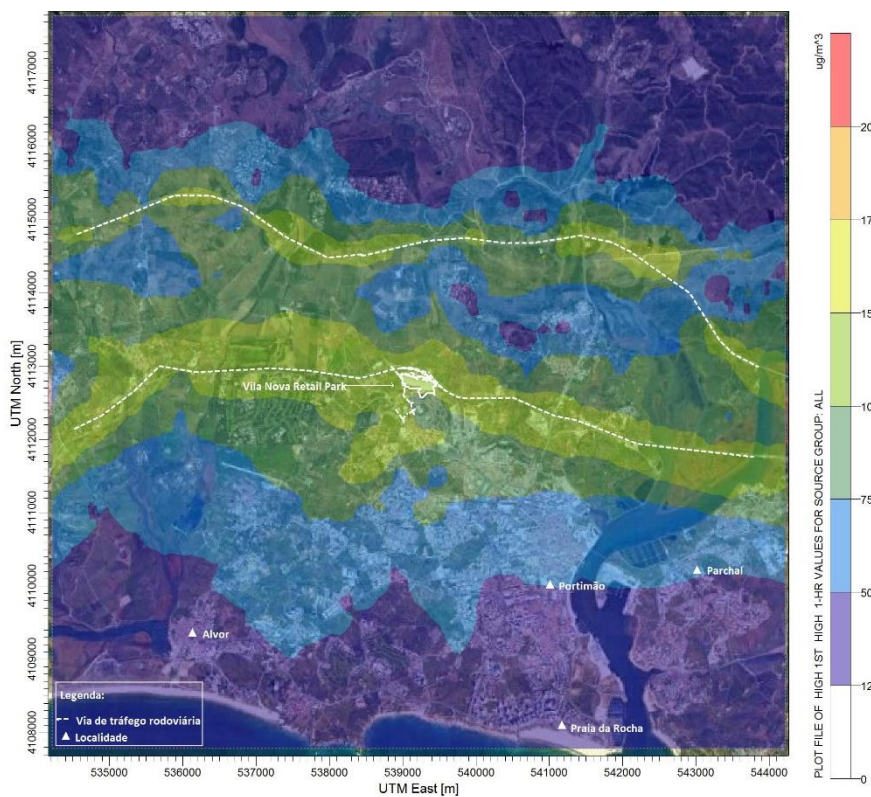 UTM North [m]
4117000
4116000
4115000
4114000
4113000
4112000
4111000
4110000
4109000
4108000
Vila Nova Retail Park
Portimão
Parchal
Alvor
Praia da Rocha
Legenda:
Via de tráfego rodoviária
Localidade
535000 536000 537000 538000 539000 540000 541000 542000 543000 544000
UTM East [m]
PLOT FILE OF HIGH 1ST HIGH 1-HR VALUES FOR SOURCE GROUP: ALL
ug/m^3
20
17
15
10
75
50
12
0